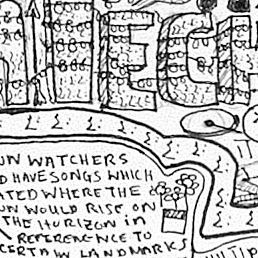 UN WATCHERS
D HAVE SONGS WHICH
ATED WHERE THE
UN WOULD RISE ON
THE HORIZON IN
REFERENCE TO
CERTAIN LANDMARKS